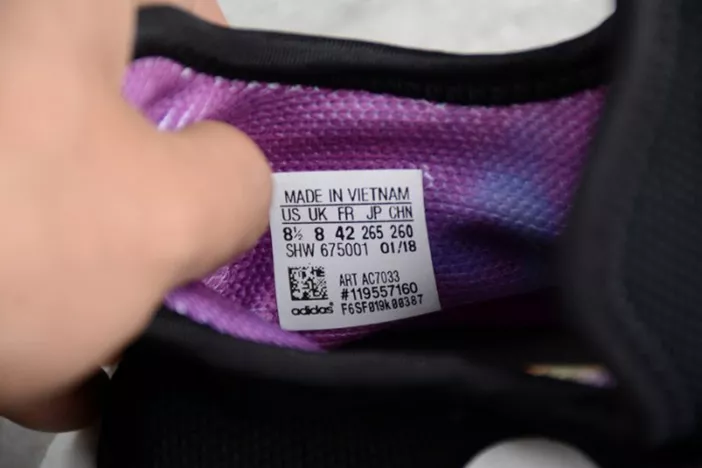 MADE IN VIETNAM
US UK FR JP CHN
8½ 8 42 265 260
SHW 675001 01/18
ART AC7033
#119557160
adidas F6SF019k00387